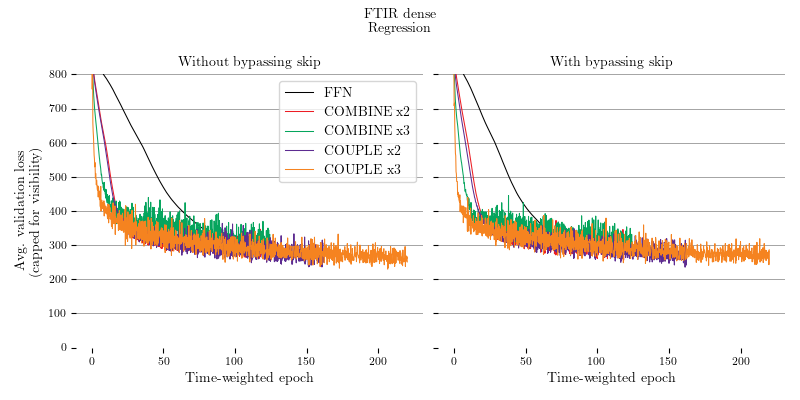 FTIR dense
Regression
Without bypassing skip
With bypassing skip
FFN
COMBINE x2
COMBINE x3
COUPLE x2
COUPLE x3
Avg. validation loss
(capped for visibility)
800
700
600
500
400
300
200
100
0
0 50 100 150 200
0 50 100 150 200
Time-weighted epoch
Time-weighted epoch